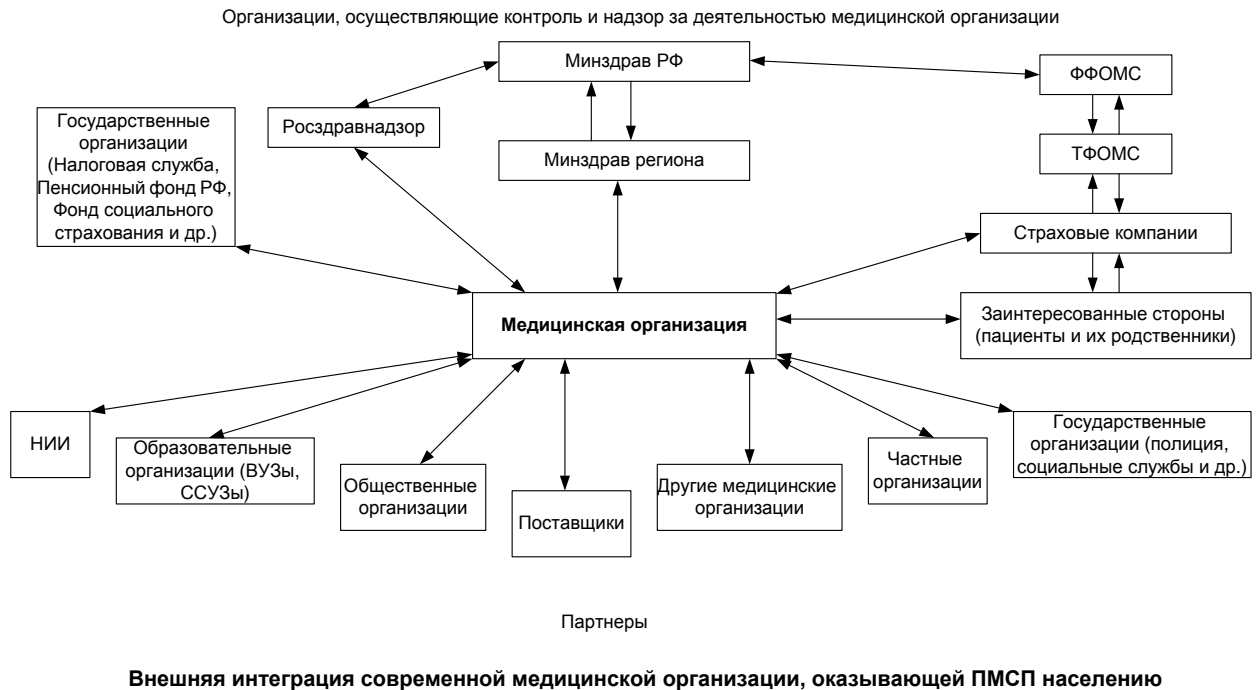 Организации, осуществляющие контроль и надзор за деятельностью медицинской организации
Минздрав РФ
ФФОМС
Государственные
организации
(Налоговая служба,
Пенсионный фонд РФ,
Фонд социального
страхования и др.)
Росздравнадзор
Минздрав региона
ТФОМС
Страховые компании
Медицинская организация
Заинтересованные стороны
(пациенты и их родственники)
НИИ
Образовательные
организации (ВУЗы,
ССУЗы)
Общественные
организации
Поставщики
Другие медицинские
организации
Частные
организации
Государственные
организации (полиция,
социальные службы и др.)
Партнеры
Внешняя интеграция современной медицинской организации, оказывающей ПМСП населению